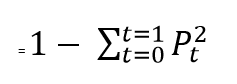 = 1 − ∑_{t=0}^{t=1} P_t^2